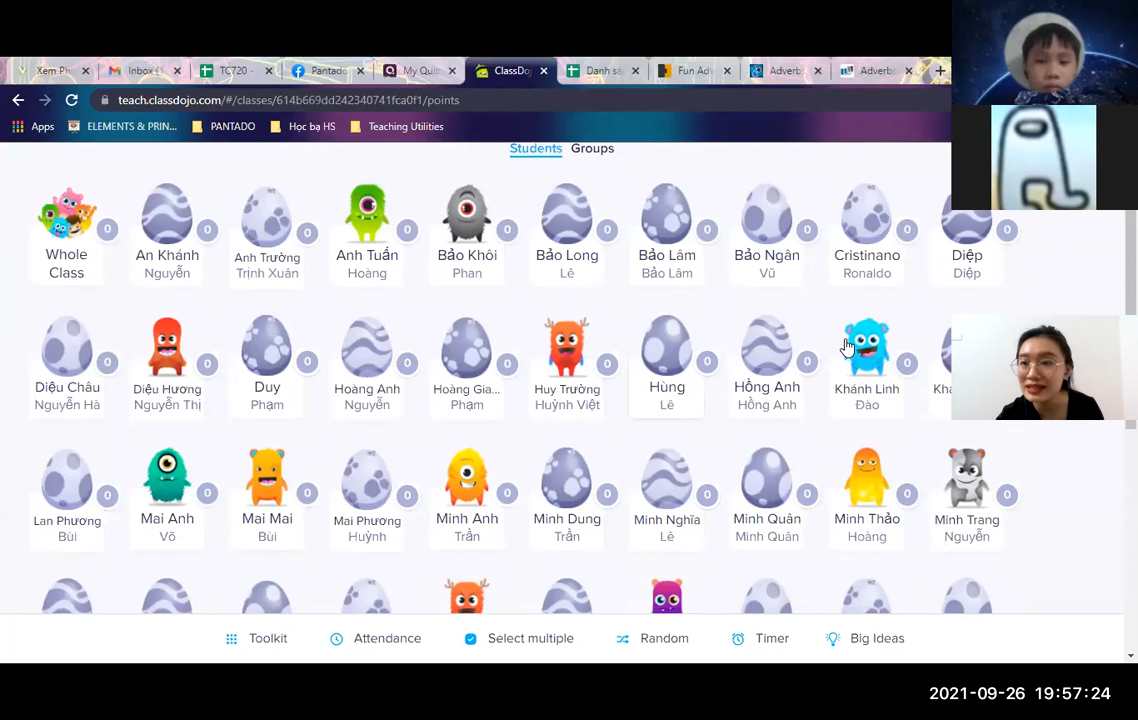 Xem Ph
Inbox (1
TC720 -
Pantado
My Qui
ClassDo
Danh sá
Fun Adv
Adverb
Adverbs
teach.classdojo.com/#/classes/614b669dd242340741fca0f1/points
Apps
ELEMENTS & PRIN...
PANTADO
Học bạ HS
Teaching Utilities
Students
Groups
0 0 0 0 0 0 0 0 0 0
Whole An Khánh Anh Trường Anh Tuấn Bảo Khôi Bảo Long Bảo Lâm Bảo Ngân Cristinano Diệp
Class Nguyễn Trịnh Xuân Hoàng Phan Lê Bảo Lâm Vũ Ronaldo Diệp
0 0 0 0 0 0 0 0 0
Diệu Châu Diệu Hương Duy Hoàng Anh Hoàng Gia... Huy Trường Hùng Hồng Anh Khánh Linh Kha
Nguyễn Hà Nguyễn Thị Phạm Nguyễn Phạm Huỳnh Việt Lê Hồng Anh Đào
0 0 0 0 0 0 0 0 0 0
Lan Phương Mai Anh Mai Mai Mai Phương Minh Anh Minh Dung Minh Nghĩa Minh Quân Minh Thảo Minh Trang
Bùi Võ Bùi Huỳnh Trần Trần Lê Minh Quân Hoàng Nguyễn
Toolkit
Attendance
Select multiple
Random
Timer
Big Ideas
2021-09-26 19:57:24